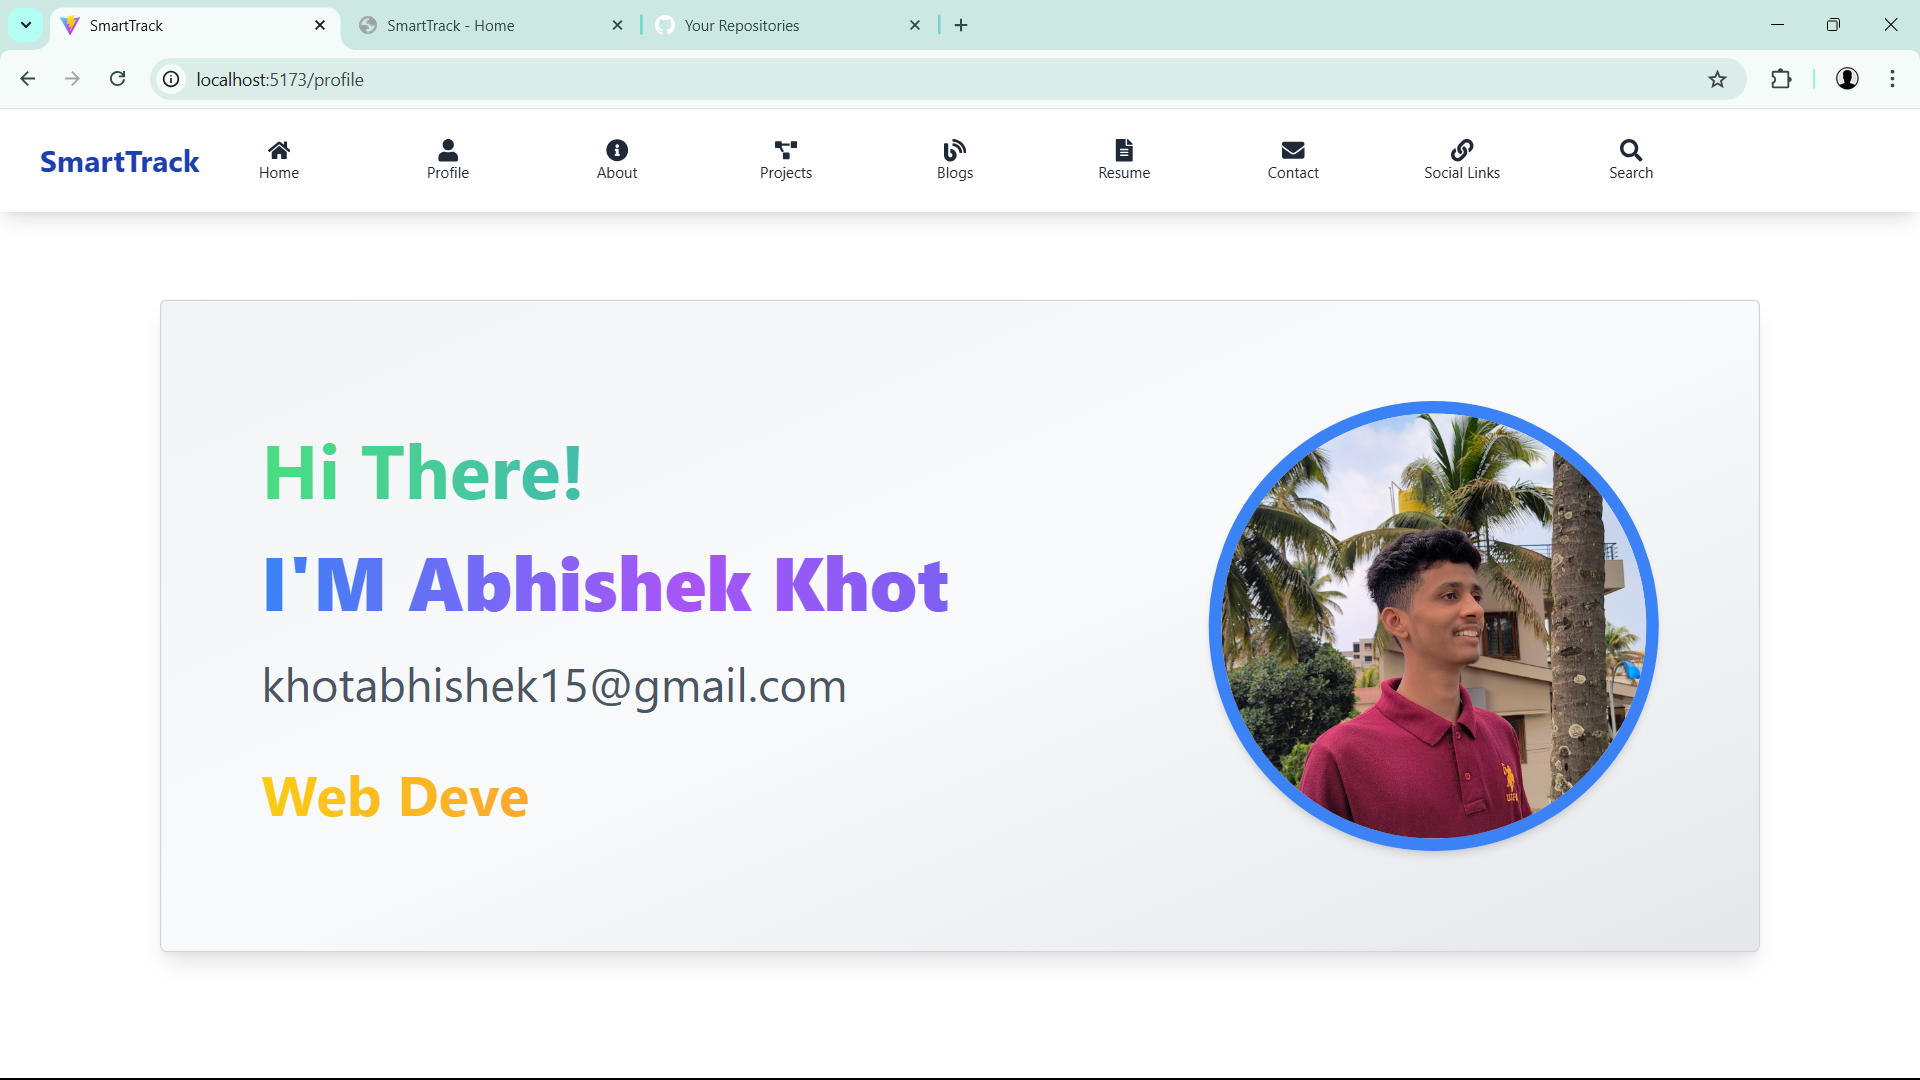 SmartTrack
SmartTrack - Home
Your Repositories
localhost:5173/profile
SmartTrack
Home
Profile
About
Projects
Blogs
Resume
Contact
Social Links
Search
Hi There!
I'M Abhishek Khot
khotabhishek15@gmail.com
Web Deve